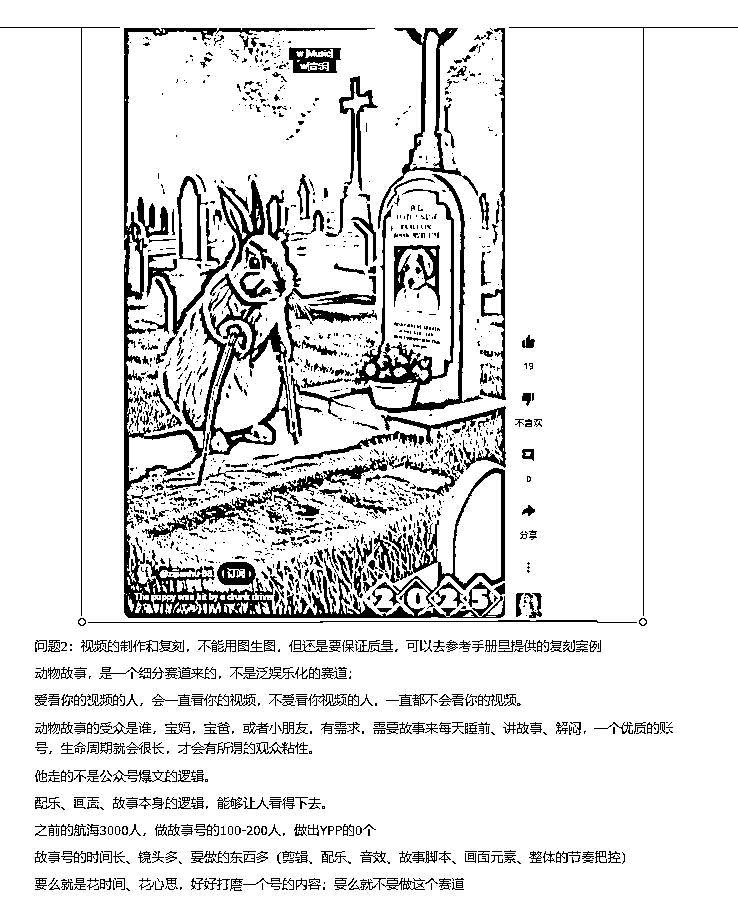 [Music]
[音乐]
19
不喜欢
0
分享
订阅
The puppy was hit by a
2025
问题2：视频的制作和复刻，不能用图生图，但还是要保证质量，可以去参考手册里提供的复刻案例
动物故事，是一个细分赛道来的，不是泛娱乐化的赛道；
爱看你的视频的人，会一直看你的视频，不爱看你视频的人，一直都不会看你的视频。
动物故事的受众是谁，宝妈，宝爸，或者小朋友，有需求，需要故事来每天睡前、讲故事、解闷，一个优质的账
号，生命周期就会很长，才会有所谓的观众粘性。
他走的不是公众号爆文的逻辑。
配乐、画面、故事本身的逻辑，能够让人看得下去。
之前的航海3000人，做故事号的100-200人，做出YPP的0个
故事号的时间长、镜头多、要做的东西多（剪辑、配乐、音效、故事脚本、画面元素、整体的节奏把控）
要么就是花时间、花心思，好好打磨一个号的内容；要么就不要做这个赛道